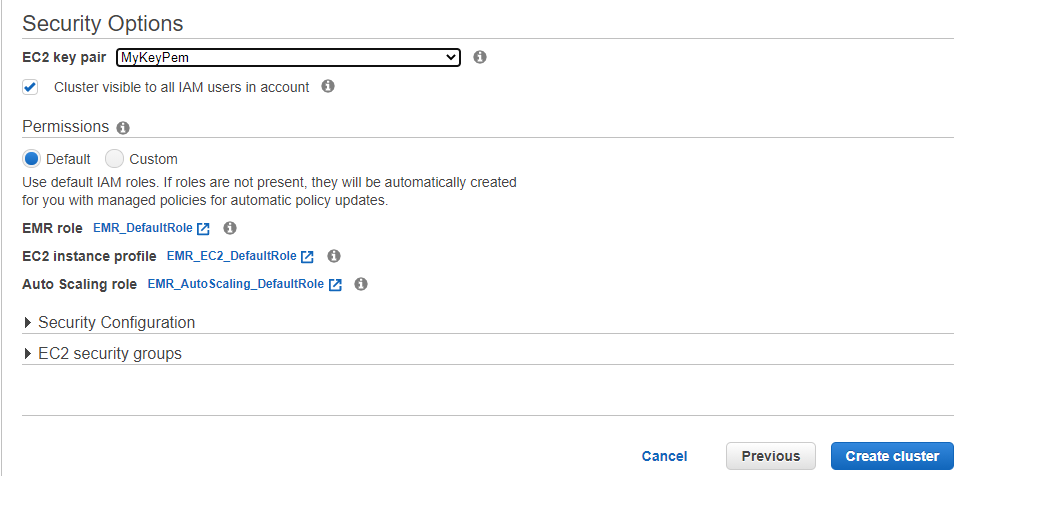 Security Options
EC2 key pair MyKeyPem
Cluster visible to all IAM users in account
Permissions
Default Custom
Use default IAM roles. If roles are not present, they will be automatically created
for you with managed policies for automatic policy updates.
EMR role EMR_DefaultRole
EC2 instance profile EMR_EC2_DefaultRole
Auto Scaling role EMR_AutoScaling_DefaultRole
Security Configuration
EC2 security groups
Cancel Previous Create cluster